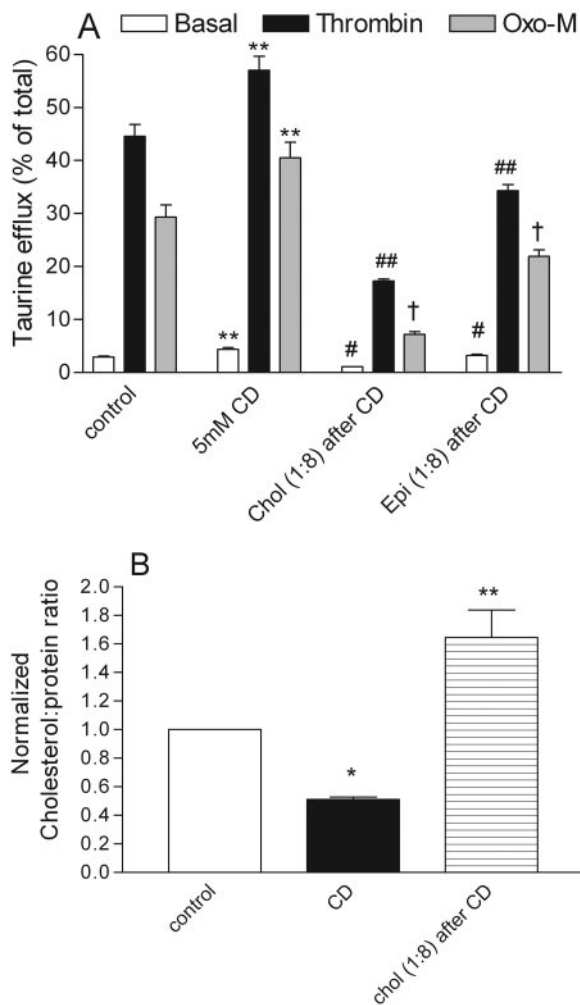 A Basal Thrombin Oxo-M
Taurine efflux (% of total)
60
50
40
30
20
10
0
**
**
**
#
##
†
#
##
†
control
5mM CD
Chol (1:8) after CD
Epi (1:8) after CD
B
Normalized
Cholesterol:protein ratio
2.0
1.8
1.6
1.4
1.2
1.0
0.8
0.6
0.4
0.2
0.0
*
**
control
CD
chol (1:8) after CD